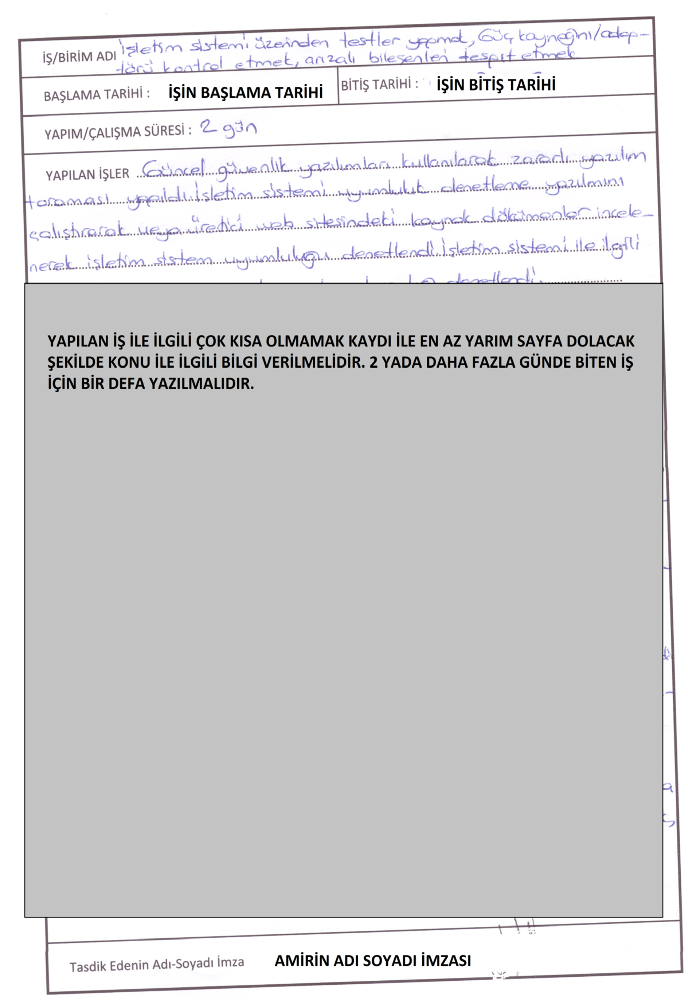 İŞ/BİRİM ADI İşletim sistemi üzerinden testler yapmak, Güç kaynağını/adap-
törü kontrol etmek, arızalı bileşenleri tespit etmek
BAŞLAMA TARİHİ : İŞİN BAŞLAMA TARİHİ BİTİŞ TARİHİ : İŞİN BİTİŞ TARİHİ
YAPIM/ÇALIŞMA SÜRESİ : 2 gün
YAPILAN İŞLER Güncel güvenlik yazılımları kullanılarak zararlı yazılım
taraması yapıldı. İşletim sistemi uyumluluk denetleme yazılımını
çalıştırarak veya üretici web sitesindeki kaynak dökümanlar incele-
nerek işletim sistem uyumluluğu denetlendi. İşletim sistemi ile ilgili
denetlendi.
YAPILAN İŞ İLE İLGİLİ ÇOK KISA OLMAMAK KAYDI İLE EN AZ YARIM SAYFA DOLACAK
ŞEKİLDE KONU İLE İLGİLİ BİLGİ VERİLMELİDİR. 2 YADA DAHA FAZLA GÜNDE BİTEN İŞ
İÇİN BİR DEFA YAZILMALIDIR.
Tasdik Edenin Adı-Soyadı İmza AMİRİN ADI SOYADI İMZASI